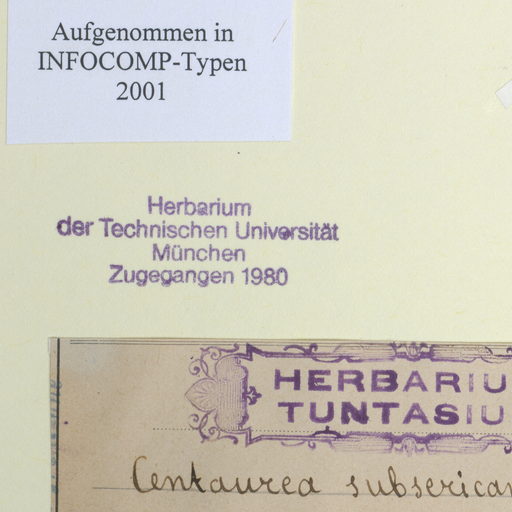 Aufgenommen in
INFOCOMP-Typen
2001
Herbarium
der Technischen Universität
München
Zugegangen 1980
HERBARIU
TUNTASIU
Centaurea subserican